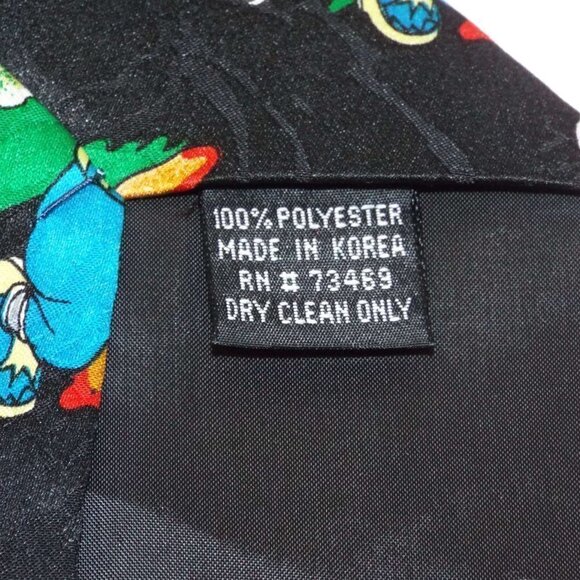 100% POLYESTER
MADE IN KOREA
RN # 73469
DRY CLEAN ONLY